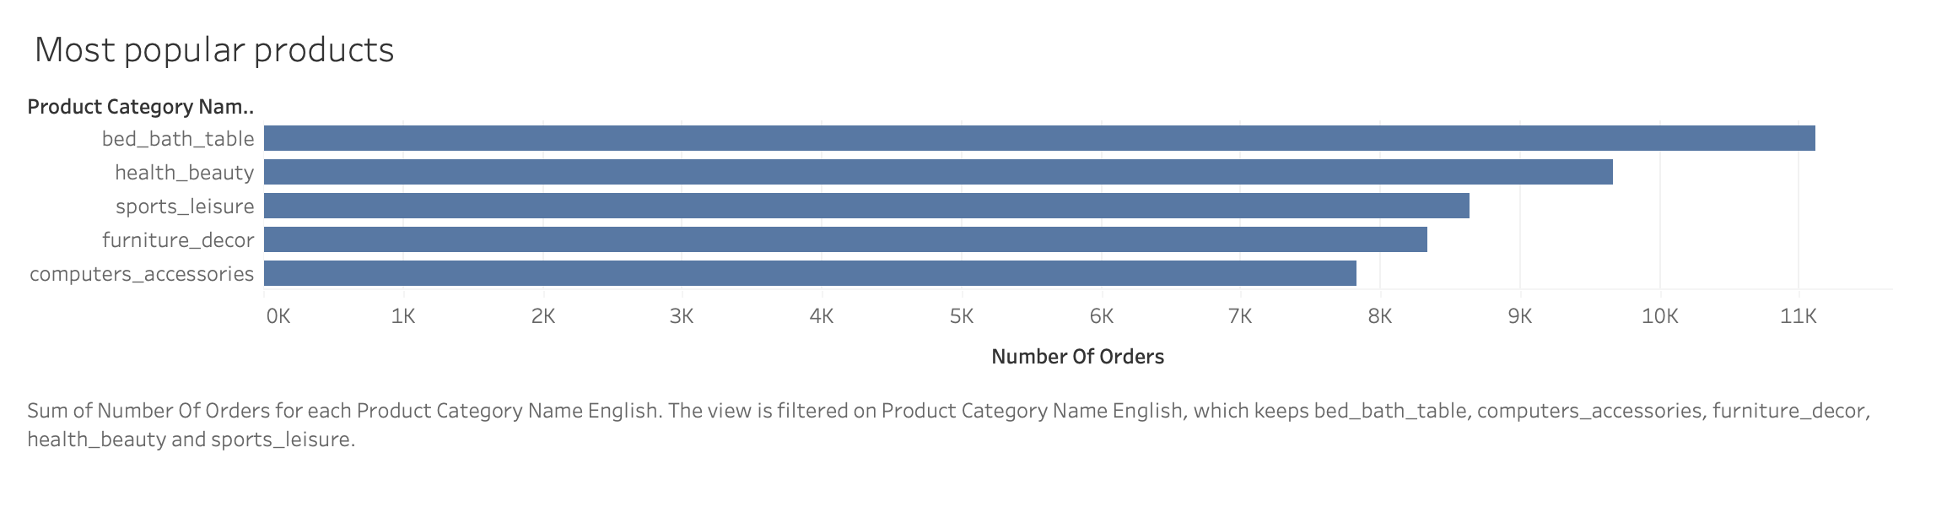 Most popular products
Product Category Nam..
bed_bath_table
health_beauty
sports_leisure
furniture_decor
computers_accessories
0K 1K 2K 3K 4K 5K 6K 7K 8K 9K 10K 11K
Number Of Orders
Sum of Number Of Orders for each Product Category Name English. The view is filtered on Product Category Name English, which keeps bed_bath_table, computers_accessories, furniture_decor,
health_beauty and sports_leisure.